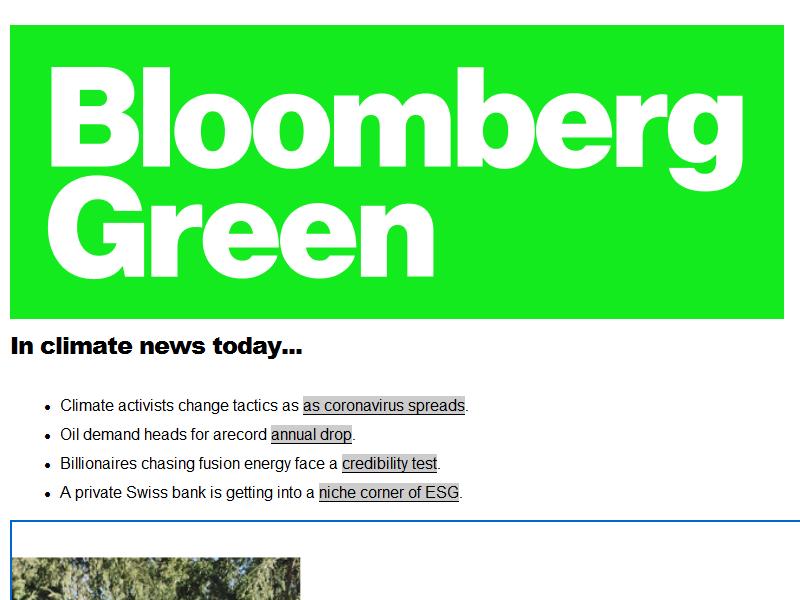 Bloomberg
Green
In climate news today...
Climate activists change tactics as as coronavirus spreads.
Oil demand heads for arecord annual drop.
Billionaires chasing fusion energy face a credibility test.
A private Swiss bank is getting into a niche corner of ESG.